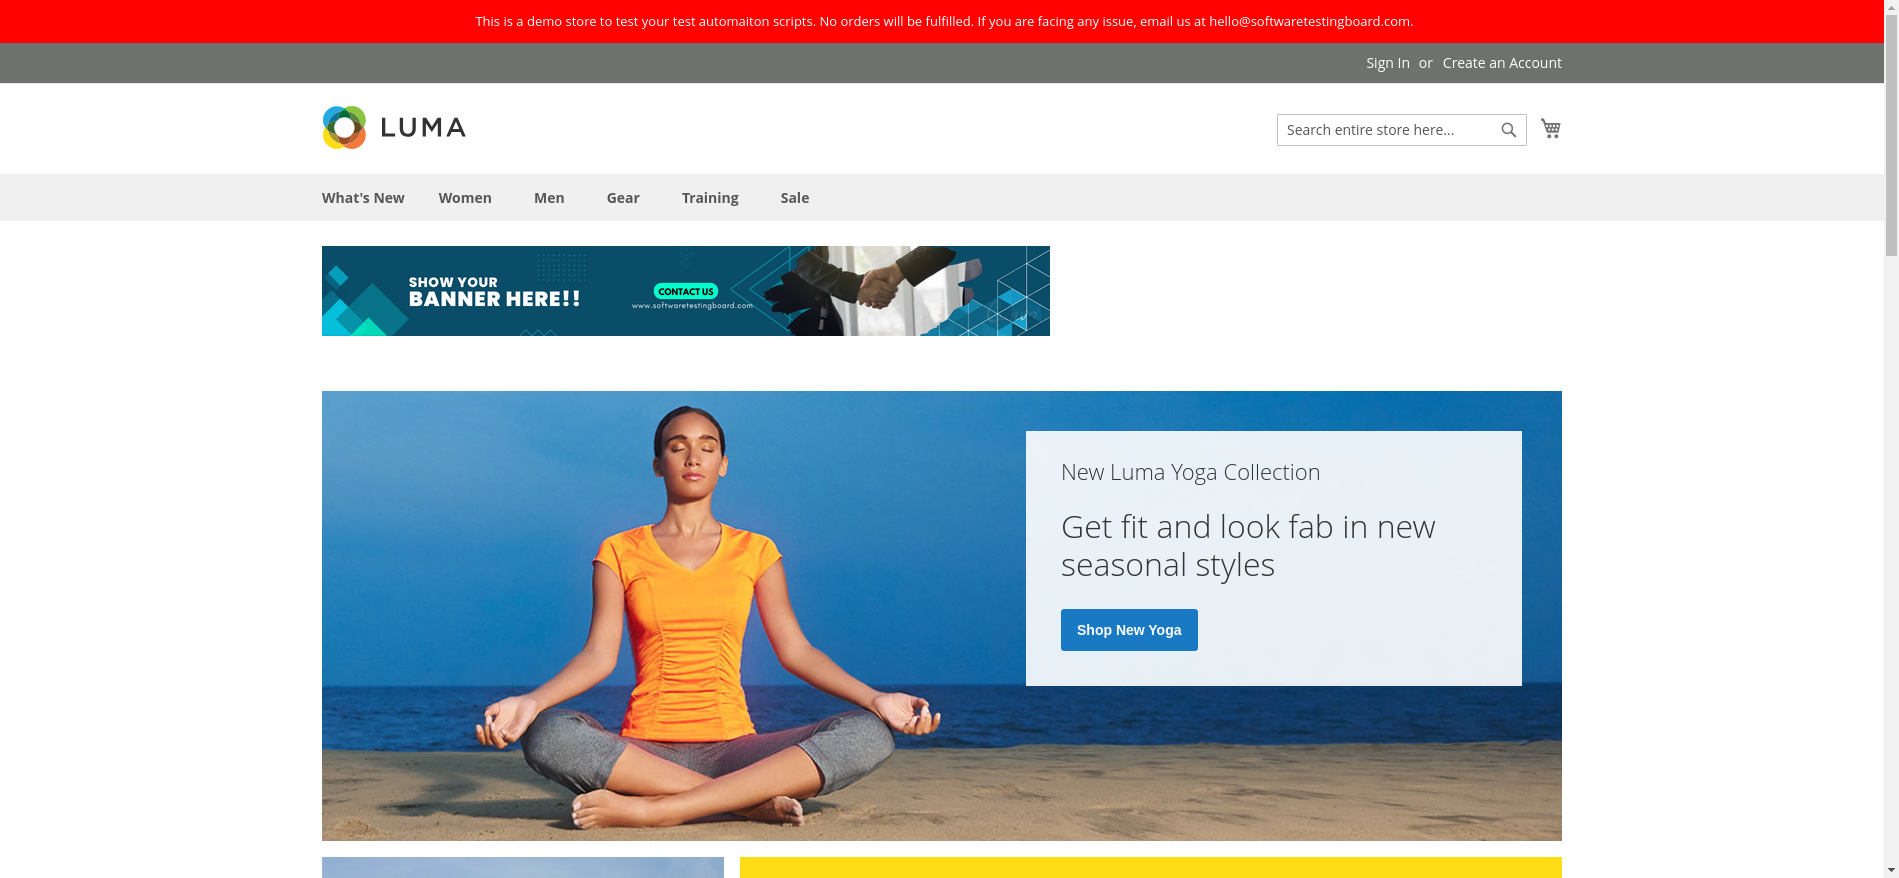 This is a demo store to test your test automaiton scripts. No orders will be fulfilled. If you are facing any issue, email us at hello@softwaretestingboard.com.
Sign In or Create an Account
LUMA
Search entire store here...
What's New Women Men Gear Training Sale
SHOW YOUR
BANNER HERE!!
CONTACT US
www.softwaretestingboard.com
New Luma Yoga Collection
Get fit and look fab in new
seasonal styles
Shop New Yoga